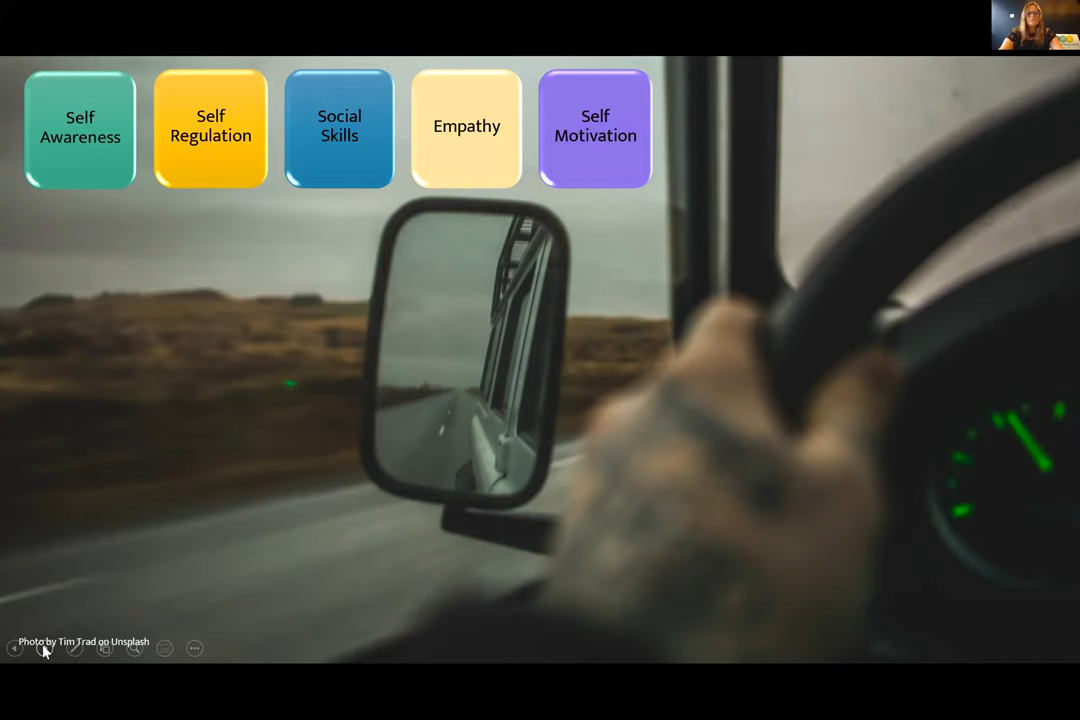 Self
Awareness
Self
Regulation
Social
Skills
Empathy
Self
Motivation
Photo by Tim Trad on Unsplash